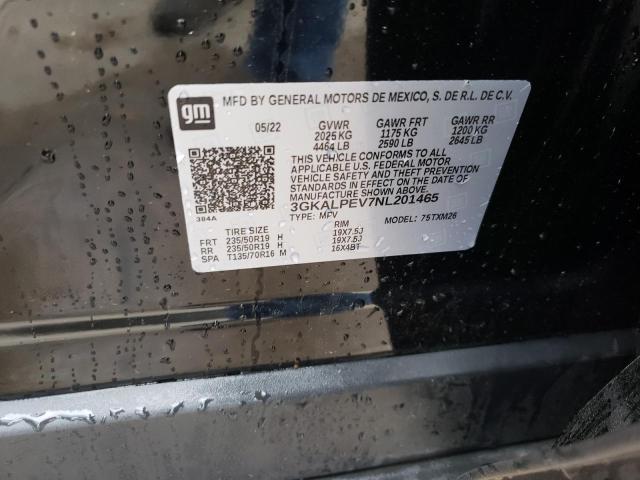 gm
MFD BY GENERAL MOTORS DE MEXICO, S. DE R.L. DE C.V.
05/22 GVWR GAWR FRT GAWR RR
2025 KG 1175 KG 1200 KG
4464 LB 2590 LB 2645 LB
THIS VEHICLE CONFORMS TO ALL
APPLICABLE U.S. FEDERAL MOTOR
VEHICLE SAFETY AND THEFT PREVENTION
STANDARDS IN EFFECT ON THE DATE OF
MANUFACTURE SHOWN ABOVE.
3GKALPEV7NL201465
384A
TYPE: MPV MODEL: 75TXM26
TIRE SIZE RIM
FRT 235/50R19 H 19X7.5J
RR 235/50R19 H 19X7.5J
SPA T135/70R16 M 16X4BT